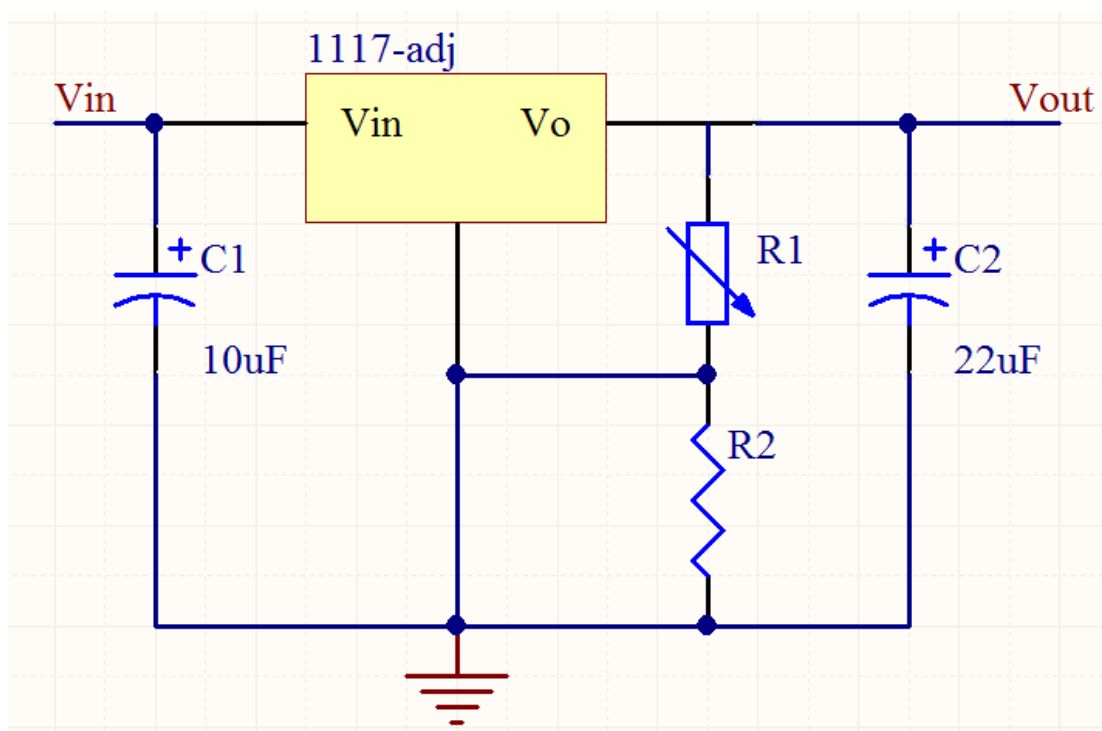 1117-adj
Vin
Vin
Vo
Vout
+
C1
10uF
R1
+
C2
22uF
R2